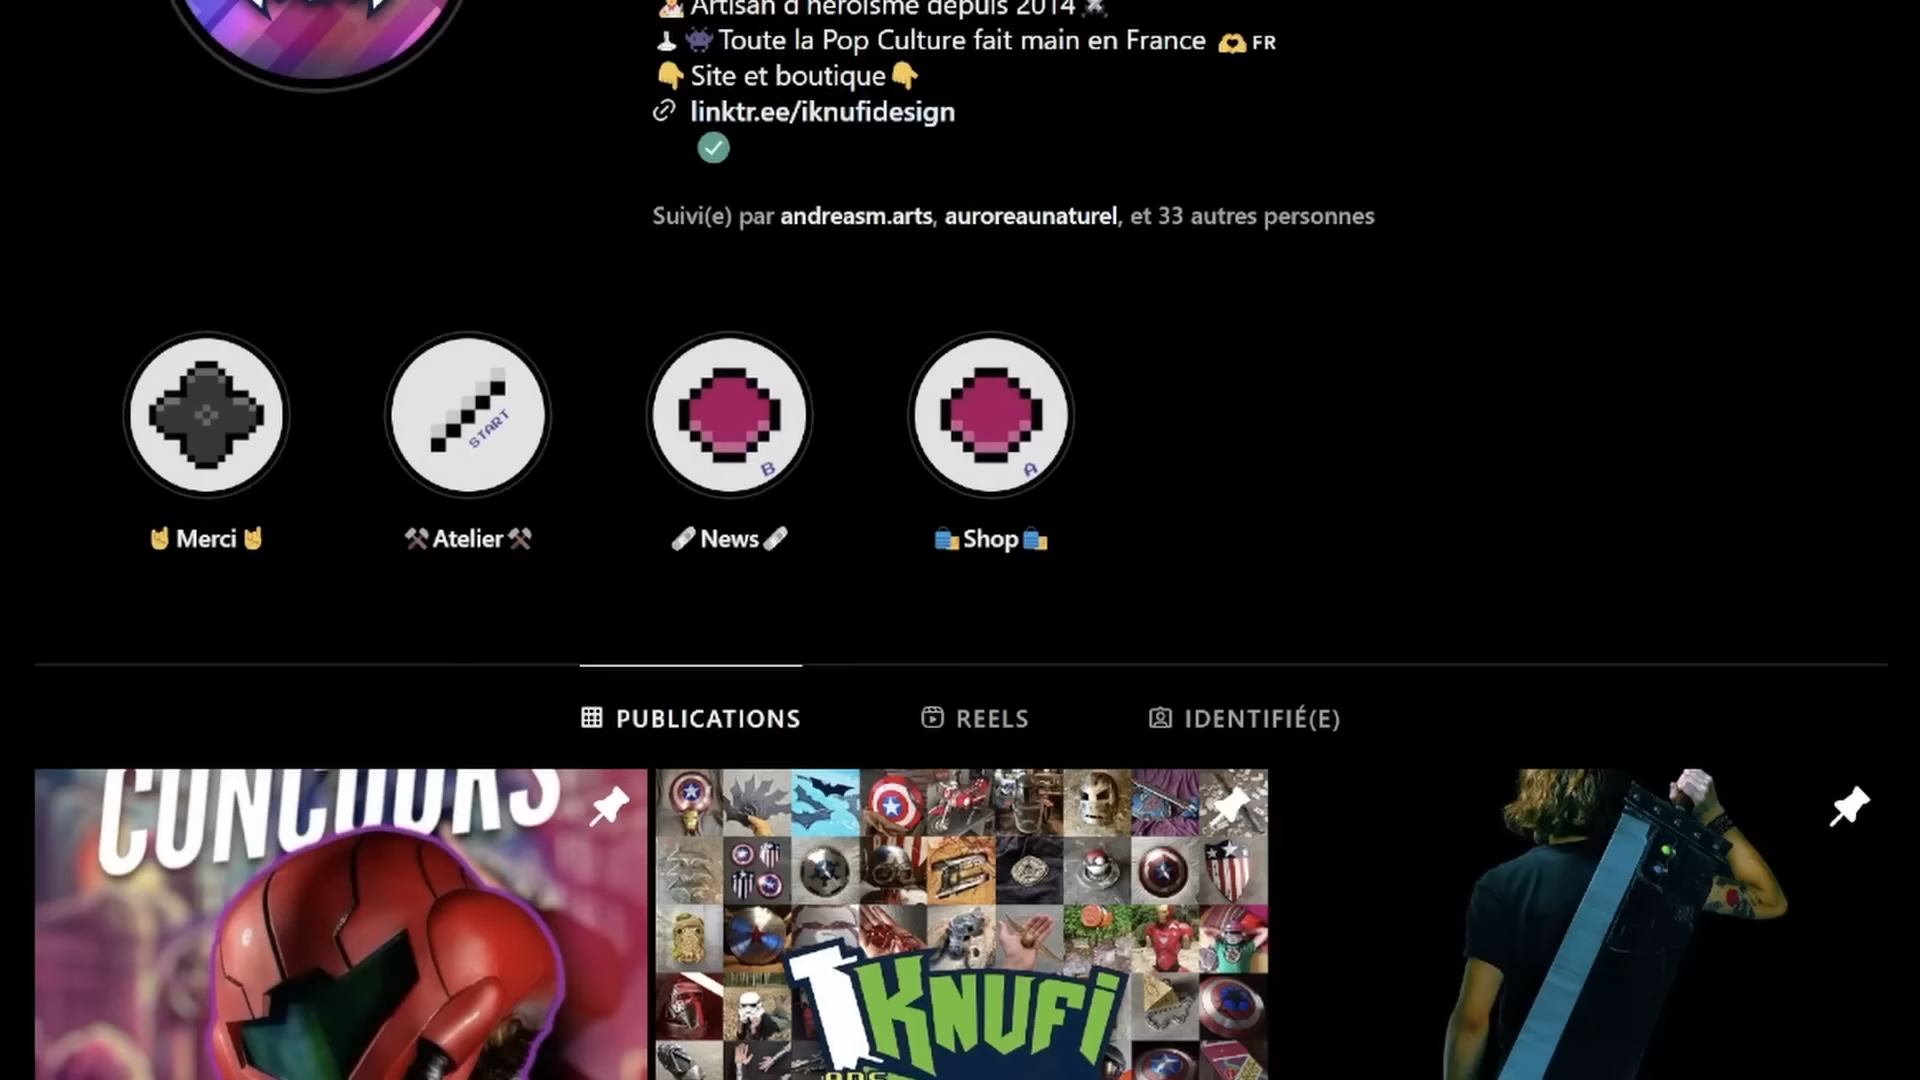 Artisan d'héroïsme depuis 2014
Toute la Pop Culture fait main en France FR
Site et boutique
linktr.ee/iknufidesign
Suivi(e) par andreasm.arts, auroreaunaturel, et 33 autres personnes
START
B
A
Merci
Atelier
News
Shop
PUBLICATIONS
REELS
IDENTIFIÉ(E)
CONCOURS
IKNUFI